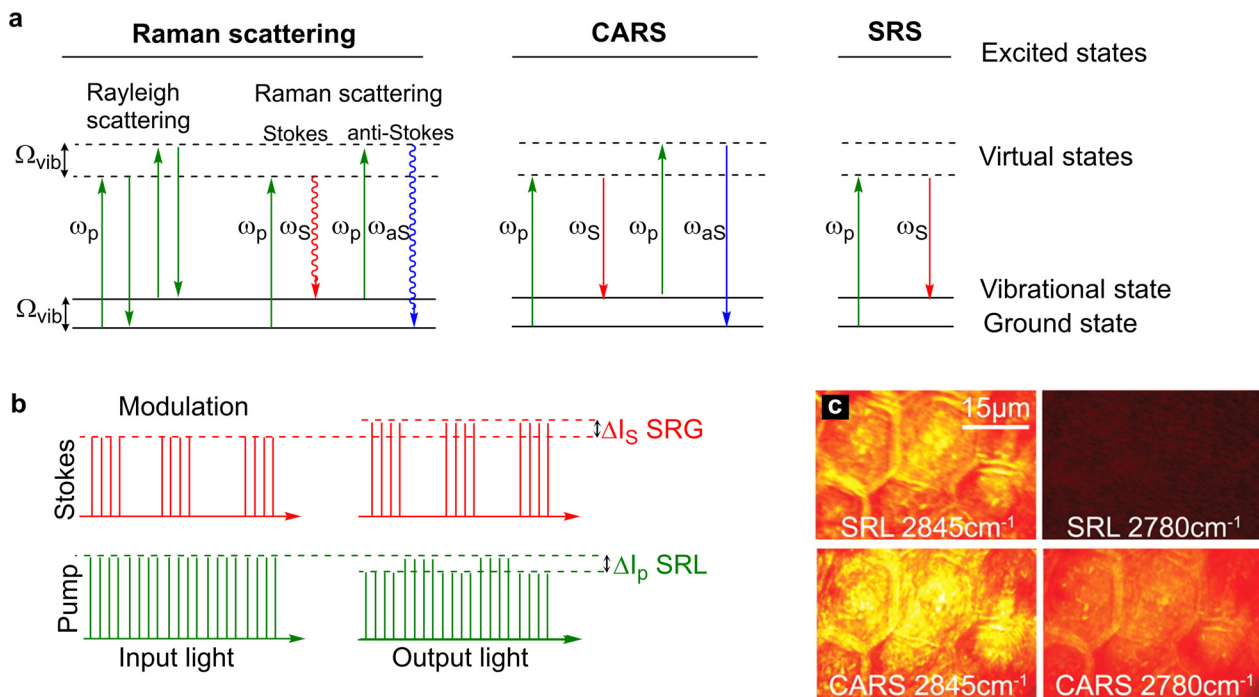 a
Raman scattering
CARS
SRS
Excited states
Rayleigh
scattering
Raman scattering
Stokes
anti-Stokes
Ωvib
Virtual states
ωp
ωS
ωp
ωaS
ωp
ωS
ωp
ωaS
ωp
ωS
Ωvib
Vibrational state
Ground state
b
Modulation
Stokes
ΔIS SRG
Pump
ΔIp SRL
Input light
Output light
c
15μm
SRL 2845cm-1
SRL 2780cm-1
CARS 2845cm-1
CARS 2780cm-1